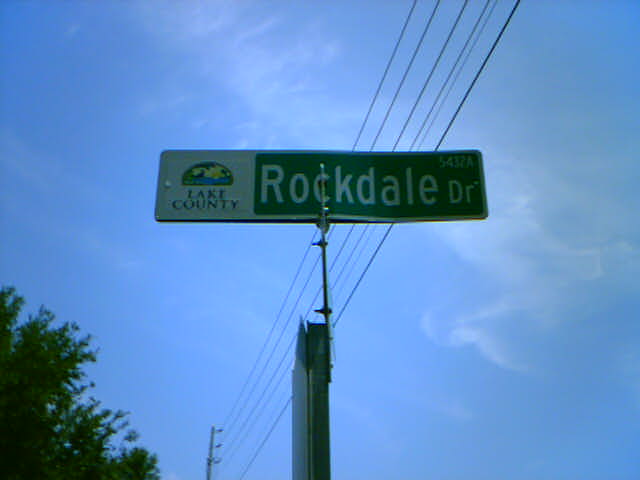 LAKE
COUNTY
5432A
Rockdale Dr